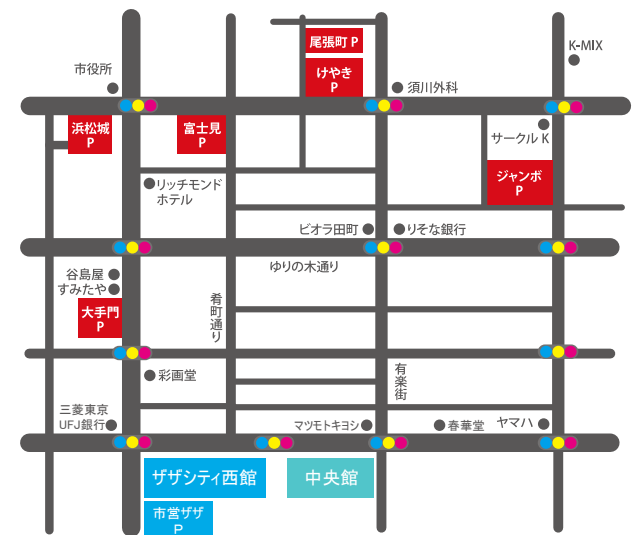 尾張町 P
K-MIX
市役所
けやき
P
須川外科
浜松城
P
富士見
P
サークル K
ジャンボ
P
リッチモンド
ホテル
ビオラ田町
りそな銀行
ゆりの木通り
谷島屋
すみたや
大手門
P
肴町通り
彩画堂
有楽街
三菱東京
UFJ銀行
マツモトキヨシ
春華堂
ヤマハ
ザザシティ西館
中央館
市営ザザ
P